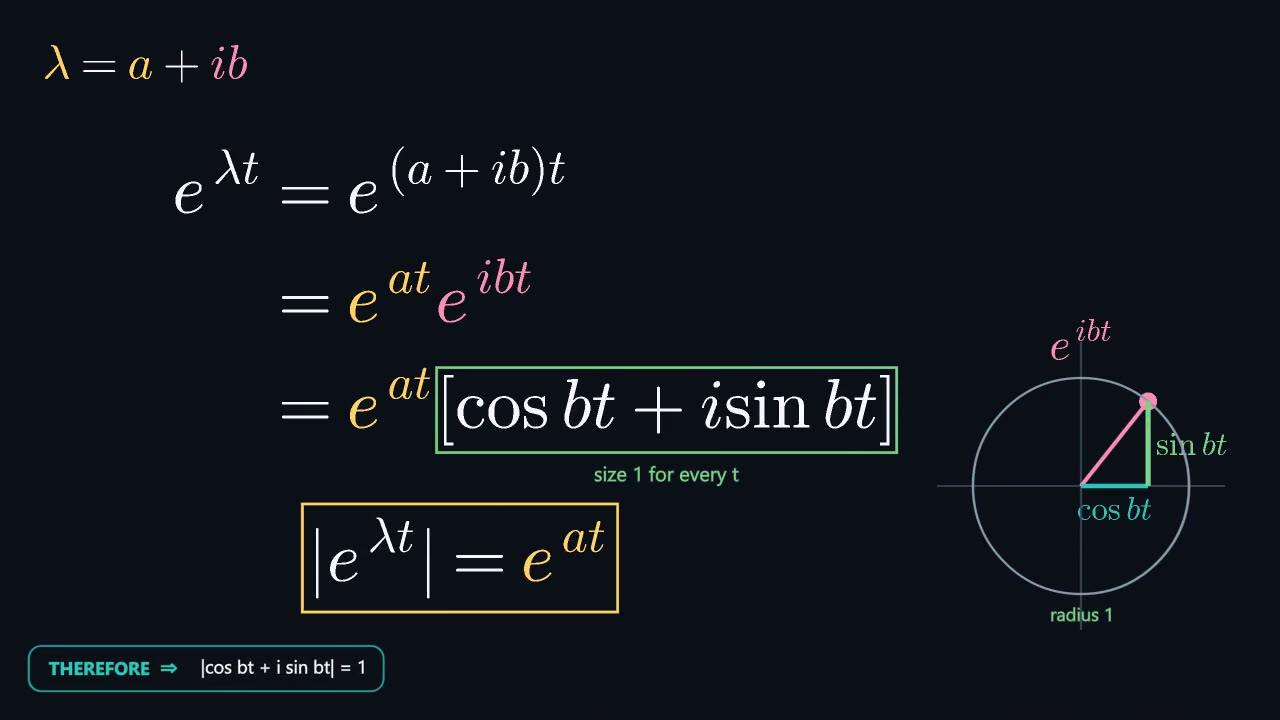 λ = a + ib
e^{λt} = e^{(a + ib)t}
= e^{at} e^{ibt}
= e^{at} [cos bt + i sin bt]
size 1 for every t
|e^{λt}| = e^{at}
e^{ibt}
sin bt
cos bt
radius 1
THEREFORE ⇒ |cos bt + i sin bt| = 1